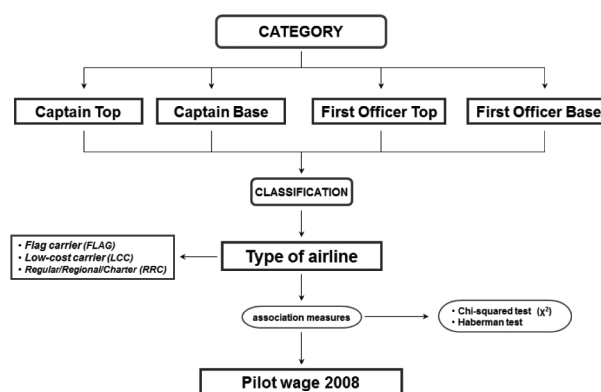 CATEGORY
Captain Top
Captain Base
First Officer Top
First Officer Base
CLASSIFICATION
• Flag carrier (FLAG)
• Low-cost carrier (LCC)
• Regular/Regional/Charter (RRC)
Type of airline
association measures
• Chi-squared test (χ²)
• Haberman test
Pilot wage 2008